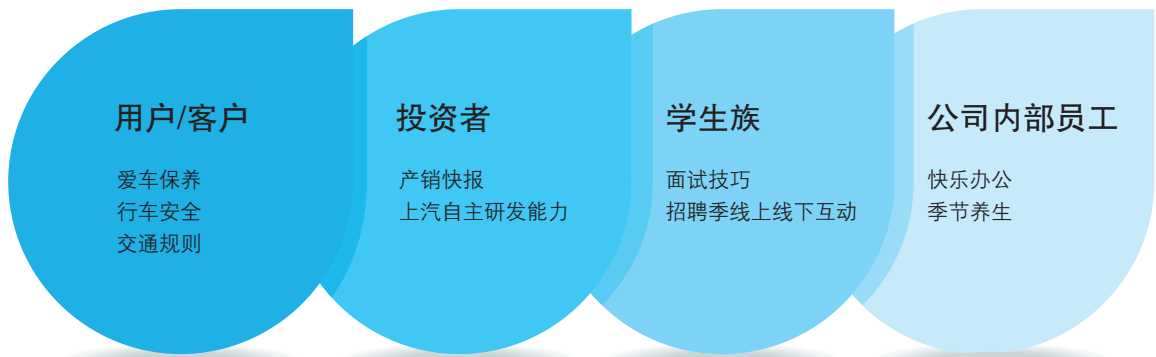 用户/客户
爱车保养
行车安全
交通规则
投资者
产销快报
上汽自主研发能力
学生族
面试技巧
招聘季线上线下互动
公司内部员工
快乐办公
季节养生